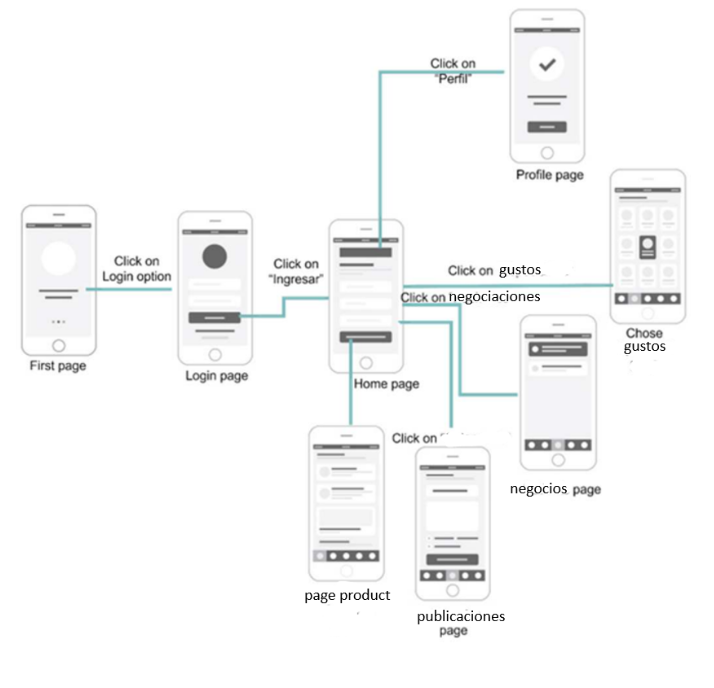 Click on
"Perfil"
Profile page
Click on
Login option
Click on
"Ingresar"
Click on gustos
Click on negociaciones
Chose
gustos
First page
Login page
Home page
Click on
negocios page
page product
publicaciones
page